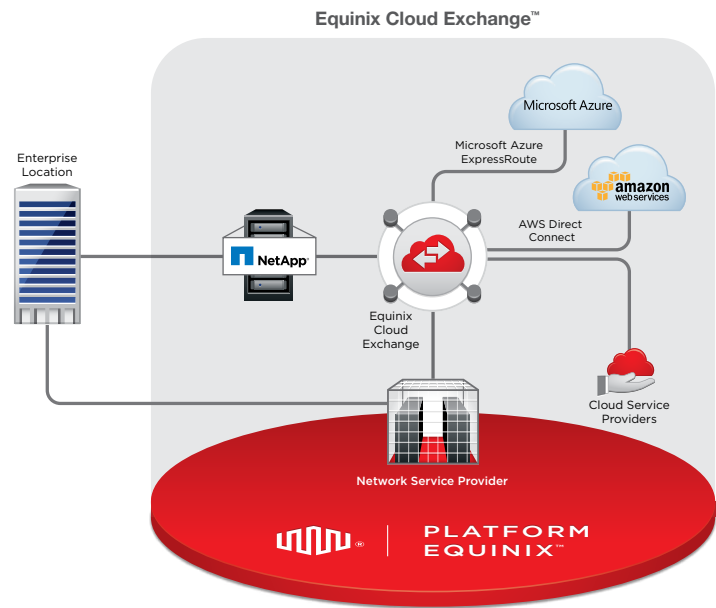 Equinix Cloud Exchange™
Microsoft Azure
Microsoft Azure
ExpressRoute
Enterprise
Location
amazon
webservices
AWS Direct
Connect
NetApp®
Equinix
Cloud
Exchange
Cloud Service
Providers
Network Service Provider
®
PLATFORM
EQUINIX™